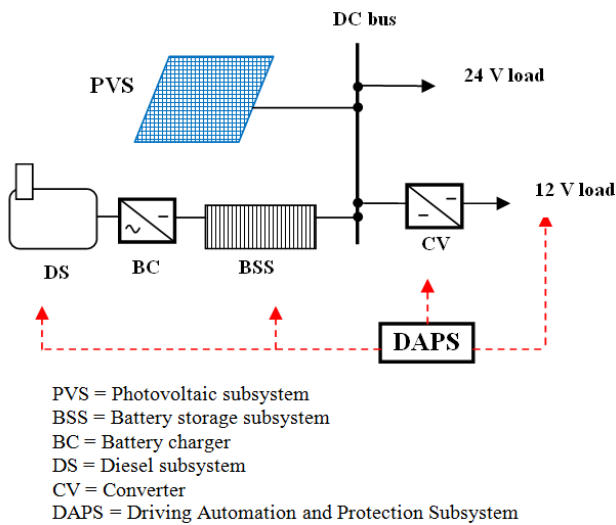 DC bus
PVS
24 V load
12 V load
DS
BC
BSS
CV
DAPS
PVS = Photovoltaic subsystem
BSS = Battery storage subsystem
BC = Battery charger
DS = Diesel subsystem
CV = Converter
DAPS = Driving Automation and Protection Subsystem